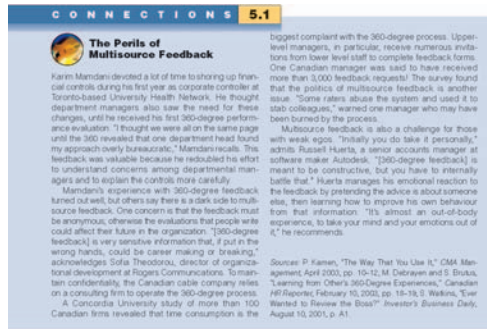 CONNECTIONS 5.1
The Perils of
Multisource Feedback
Karim Mamdani devoted a lot of time to shoring up finan-
cial controls during his first year as corporate controller at
Toronto-based University Health Network. He thought
department managers also saw the need for these
changes, until he received his first 360-degree perform-
ance evaluation. "I thought we were all on the same page
until the 360 revealed that one department head found
my approach overly bureaucratic," Mamdani recalls. This
feedback was valuable because he redoubled his effort
to understand concerns among departmental man-
agers and to explain the controls more carefully.
Mamdani's experience with 360-degree feedback
turned out well, but others say there is a dark side to multi-
source feedback. One concern is that the feedback must
be anonymous, otherwise the evaluations that people write
could affect their future in the organization. "[360-degree
feedback] is very sensitive information that, if put in the
wrong hands, could be career making or breaking,"
acknowledges Sofia Theodorou, director of organiza-
tional development at Rogers Communications. To main-
tain confidentiality, the Canadian cable company relies
on a consulting firm to operate the 360-degree process.
A Concordia University study of more than 100
Canadian firms revealed that time consumption is the
biggest complaint with the 360-degree process. Upper-
level managers, in particular, receive numerous invita-
tions from lower level staff to complete feedback forms.
One Canadian manager was said to have received
more than 3,000 feedback requests! The survey found
that the politics of multisource feedback is another
issue. "Some raters abuse the system and used it to
stab colleagues," warned one manager who may have
been burned by the process.
Multisource feedback is also a challenge for those
with weak egos. "Initially you do take it personally,"
admits Russell Huerta, a senior accounts manager at
software maker Autodesk. "[360-degree feedback] is
meant to be constructive, but you have to internally
battle that." Huerta manages his emotional reaction to
the feedback by pretending the advice is about someone
else, then learning how to improve his own behaviour
from that information. "It's almost an out-of-body
experience, to take your mind and your emotions out of
it," he recommends.
Sources: P. Kamen, "The Way That You Use It," CMA Man-
agement, April 2003, pp. 10–12; M. Debrayen and S. Brutus,
"Learning from Other's 360-Degree Experiences," Canadian
HR Reporter, February 10, 2003, pp. 18–19; S. Watkins, "Ever
Wanted to Review the Boss?" Investor's Business Daily,
August 10, 2001, p. A1.